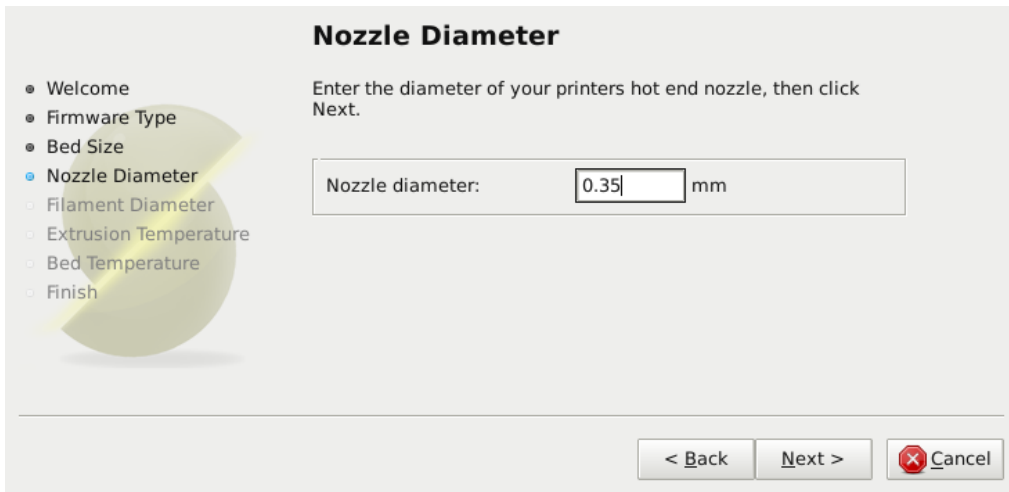 Nozzle Diameter
Welcome
Firmware Type
Bed Size
Nozzle Diameter
Filament Diameter
Extrusion Temperature
Bed Temperature
Finish
Enter the diameter of your printers hot end nozzle, then click
Next.
Nozzle diameter: 0.35 mm
< Back Next > Cancel